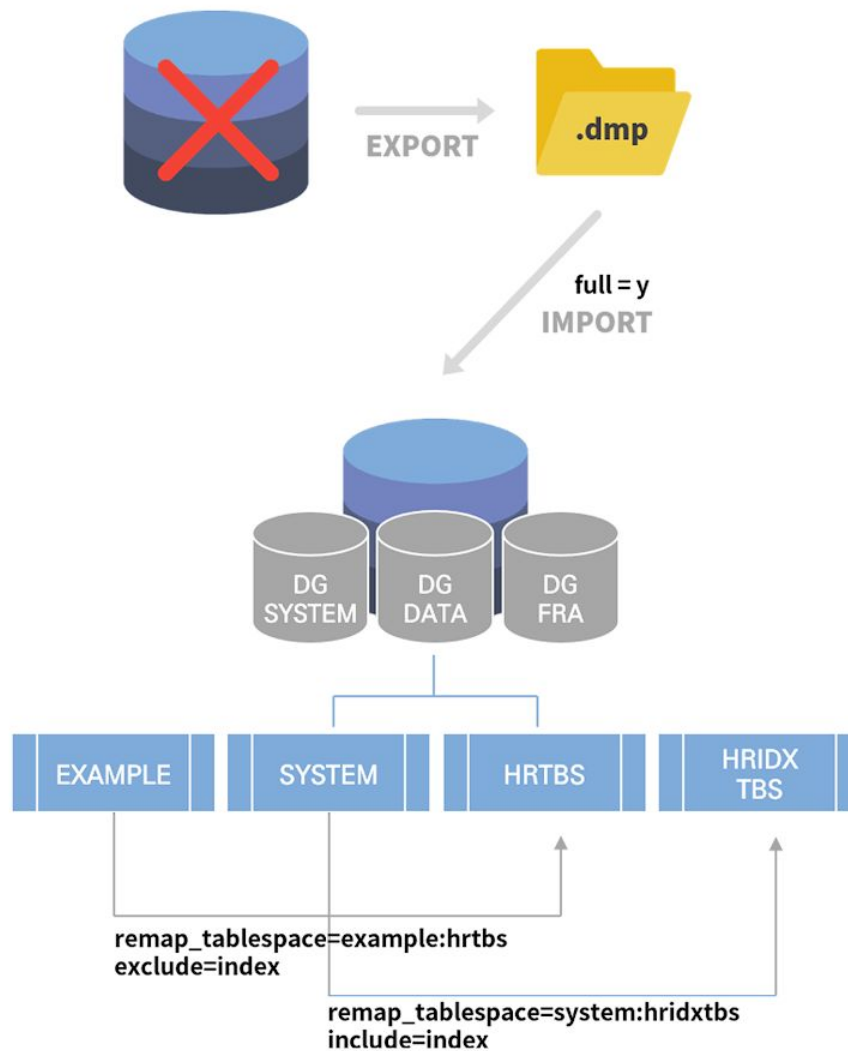 .dmp
EXPORT
full = y
IMPORT
DG
SYSTEM
DG
DATA
DG
FRA
EXAMPLE
SYSTEM
HRTBS
HRIDX
TBS
remap_tablespace=example:hrtbs
exclude=index
remap_tablespace=system:hridxtbs
include=index